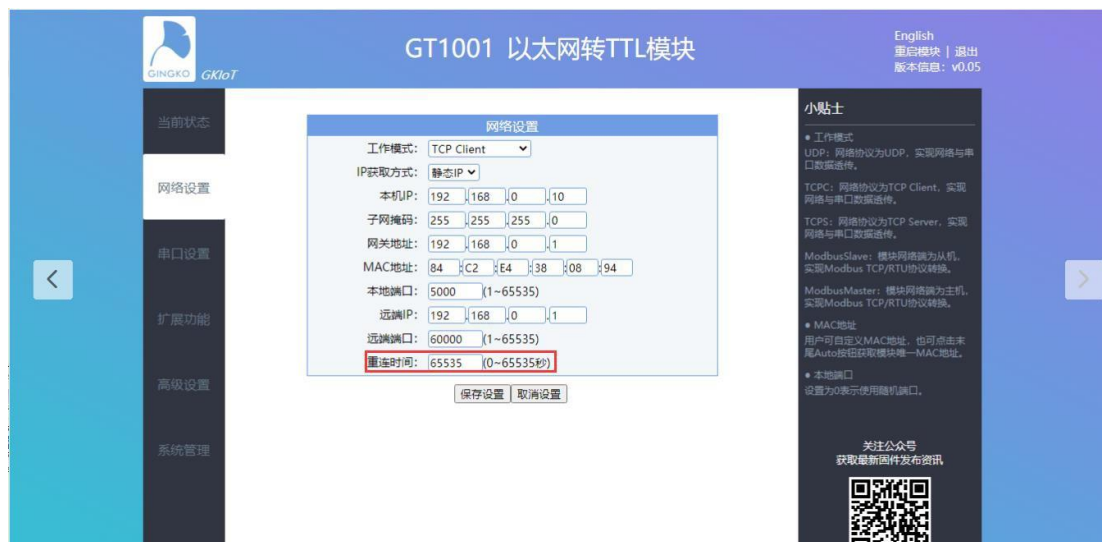 GINGKO GKIoT
GT1001 以太网转TTL模块
English
重启模块 | 退出
版本信息: v0.05
当前状态
网络设置
串口设置
扩展功能
高级设置
系统管理
网络设置
工作模式: TCP Client
IP获取方式: 静态IP
本机IP: 192 .168 .0 .10
子网掩码: 255 .255 .255 .0
网关地址: 192 .168 .0 .1
MAC地址: 84 :C2 :E4 :38 :08 :94
本地端口: 5000 (1~65535)
远端IP: 192 .168 .0 .1
远端端口: 60000 (1~65535)
重连时间: 65535 (0~65535秒)
保存设置 取消设置
小贴士
● 工作模式
UDP: 网络协议为UDP, 实现网络与串
口数据透传。
TCPC: 网络协议为TCP Client, 实现
网络与串口数据透传。
TCPS: 网络协议为TCP Server, 实现
网络与串口数据透传。
ModbusSlave: 模块网络端为从机,
实现Modbus TCP/RTU协议转换。
ModbusMaster: 模块网络端为主机,
实现Modbus TCP/RTU协议转换。
● MAC地址
用户可自定义MAC地址, 也可点击末
尾Auto按钮获取模块唯一MAC地址。
● 本地端口
设置为0表示使用随机端口。
关注公众号
获取最新固件发布资讯